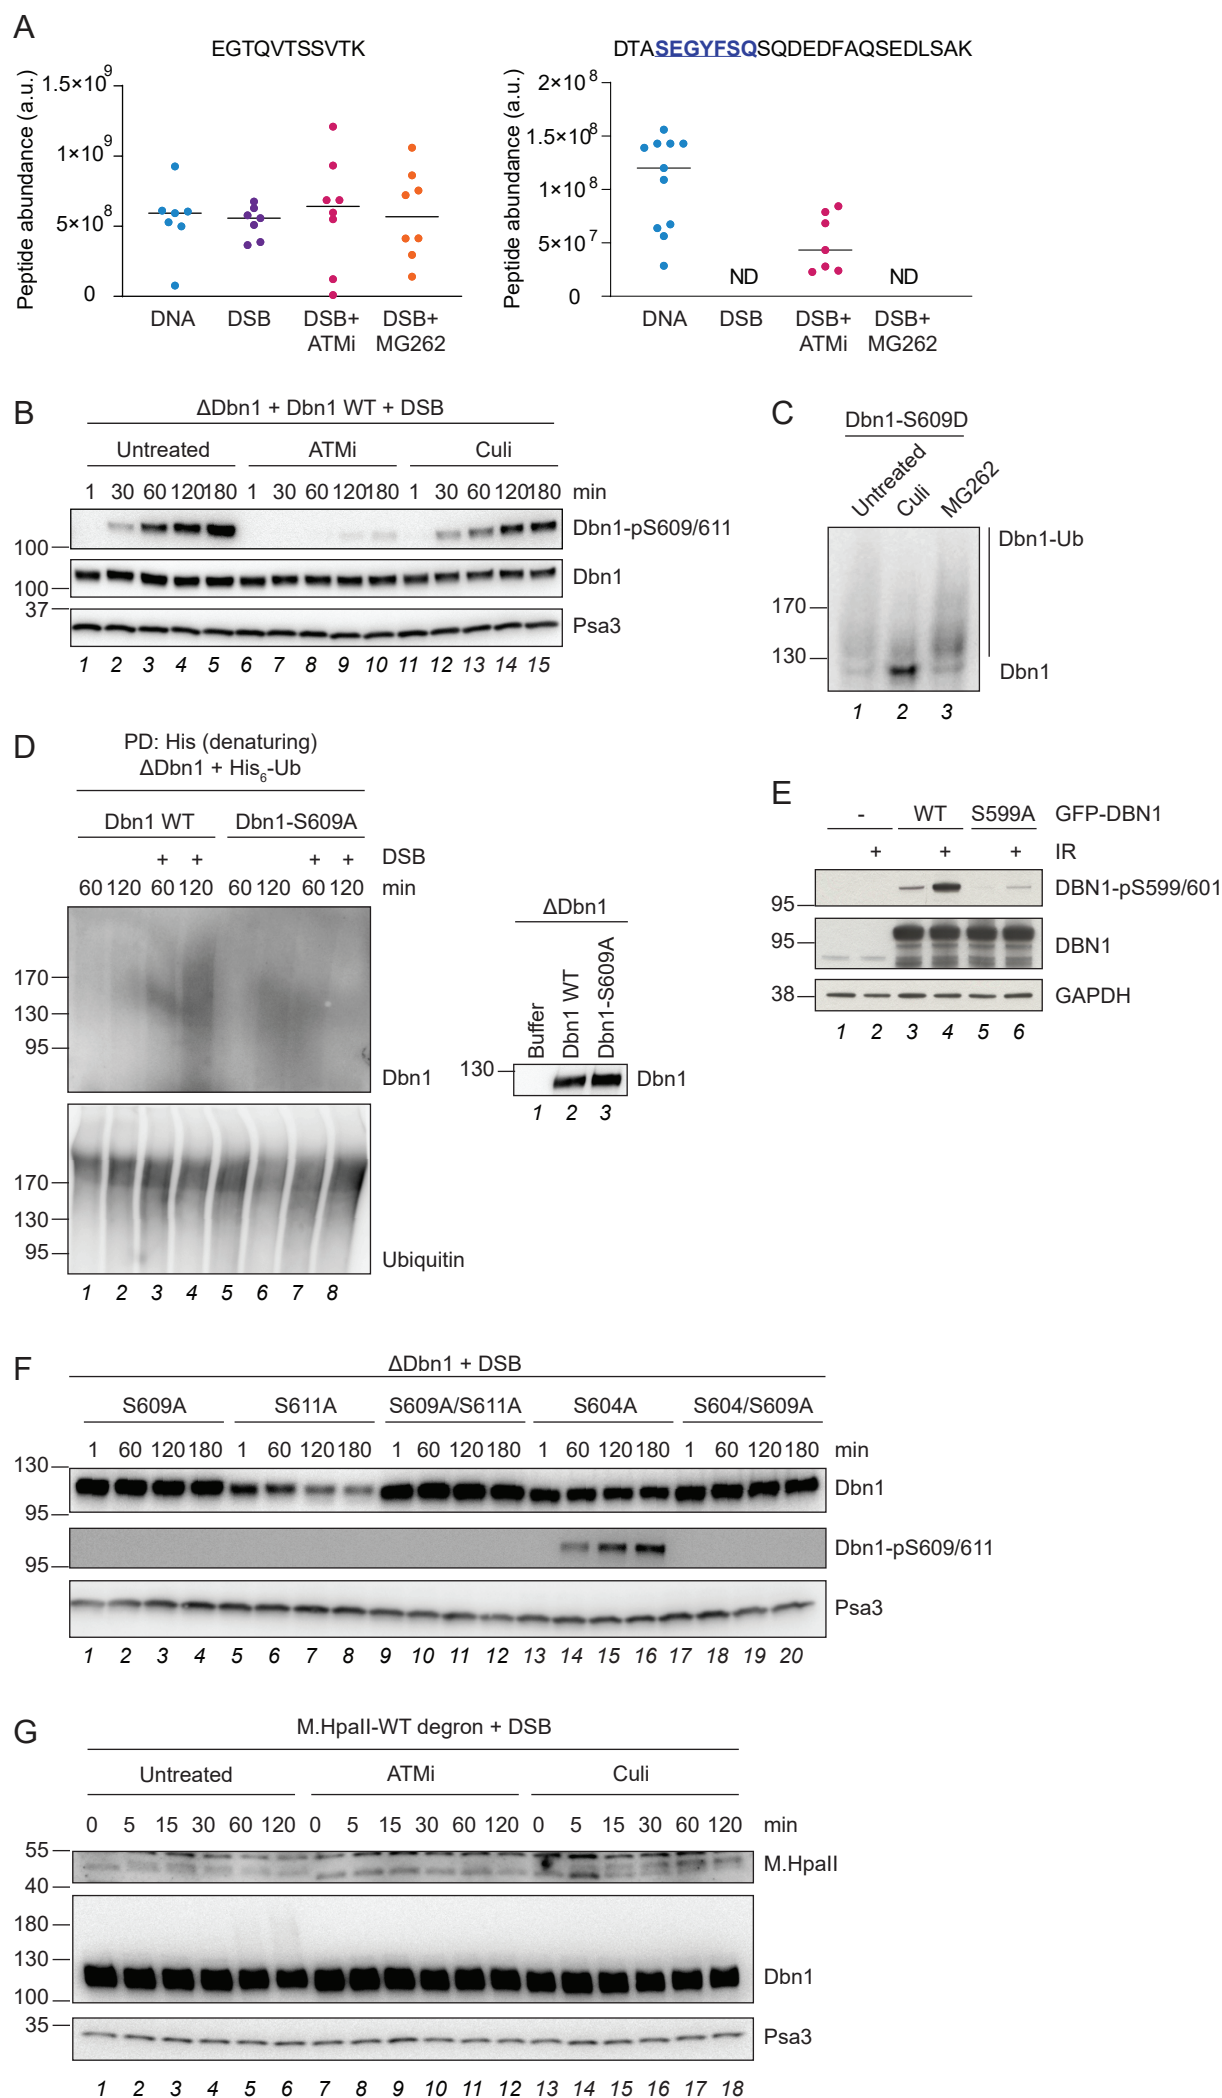 A
EGTQVTSSVTK
DTASEGYFSQSQDEDFAQSEDLSAK
Peptide abundance (a.u.)
1.5×10⁹
1×10⁹
5×10⁸
0
DNA DSB DSB+ ATMi DSB+ MG262
Peptide abundance (a.u.)
2×10⁸
1.5×10⁸
1×10⁸
5×10⁷
0
ND ND
DNA DSB DSB+ ATMi DSB+ MG262
B
ΔDbn1 + Dbn1 WT + DSB
Untreated ATMi Culi
1 30 60 120 180 1 30 60 120 180 1 30 60 120 180 min
Dbn1-pS609/611
100
Dbn1
100
37
Psa3
1 2 3 4 5 6 7 8 9 10 11 12 13 14 15
C
Dbn1-S609D
Untreated Culi MG262
Dbn1-Ub
170
130
Dbn1
1 2 3
D
PD: His (denaturing)
ΔDbn1 + His₆-Ub
Dbn1 WT Dbn1-S609A
+ + + + DSB
60 120 60 120 60 120 60 120 min
170
130
95
Dbn1
170
130
95
Ubiquitin
1 2 3 4 5 6 7 8
ΔDbn1
Buffer Dbn1 WT Dbn1-S609A
130 Dbn1
1 2 3
E
- WT S599A GFP-DBN1
+ + + IR
DBN1-pS599/601
95
95 DBN1
38 GAPDH
1 2 3 4 5 6
F
ΔDbn1 + DSB
S609A S611A S609A/S611A S604A S604/S609A
1 60 120 180 1 60 120 180 1 60 120 180 1 60 120 180 1 60 120 180 min
130
Dbn1
95
Dbn1-pS609/611
95
Psa3
1 2 3 4 5 6 7 8 9 10 11 12 13 14 15 16 17 18 19 20
G
M.HpaII-WT degron + DSB
Untreated ATMi Culi
0 5 15 30 60 120 0 5 15 30 60 120 0 5 15 30 60 120 min
55
M.HpaII
40
180
130
Dbn1
100
35
Psa3
1 2 3 4 5 6 7 8 9 10 11 12 13 14 15 16 17 18